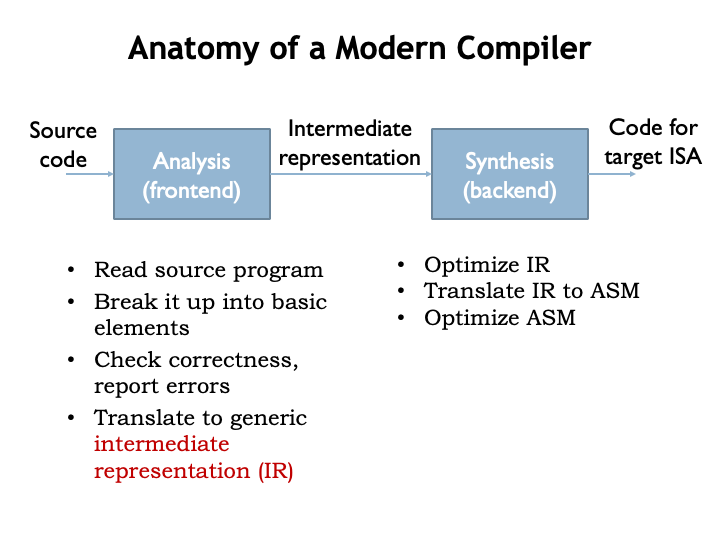 Anatomy of a Modern Compiler
Source
code
Analysis
(frontend)
Intermediate
representation
Synthesis
(backend)
Code for
target ISA
• Read source program
• Break it up into basic
elements
• Check correctness,
report errors
• Translate to generic
intermediate
representation (IR)
• Optimize IR
• Translate IR to ASM
• Optimize ASM